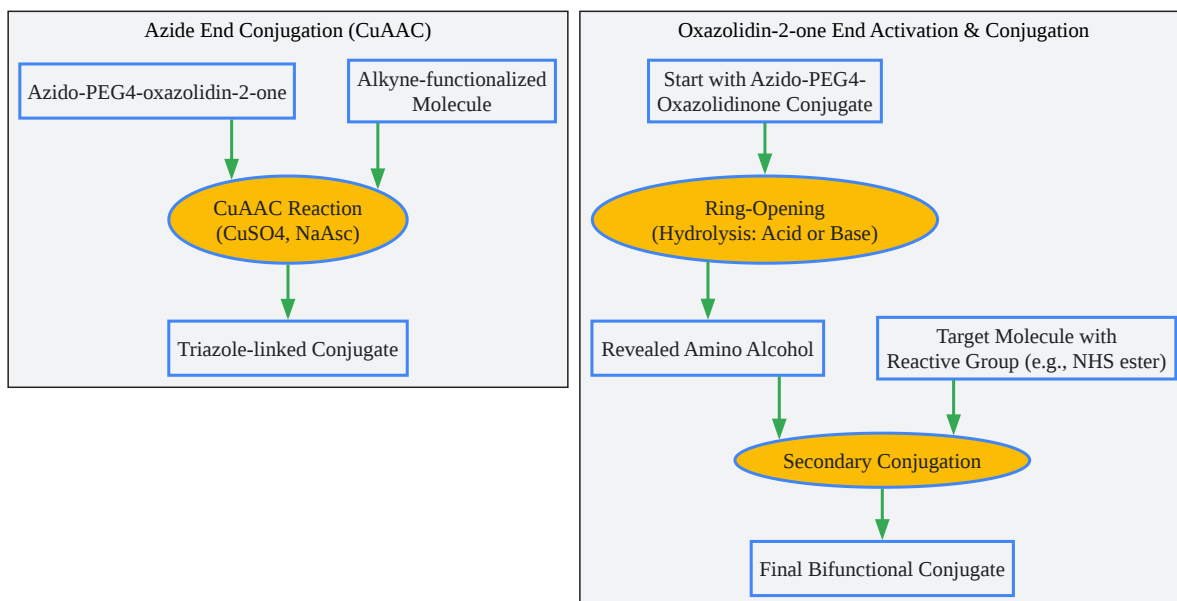 Azide End Conjugation (CuAAC)
Azido-PEG4-oxazolidin-2-one
Alkyne-functionalized
Molecule
CuAAC Reaction
(CuSO4, NaAsc)
Triazole-linked Conjugate
Oxazolidin-2-one End Activation & Conjugation
Start with Azido-PEG4-
Oxazolidinone Conjugate
Ring-Opening
(Hydrolysis: Acid or Base)
Revealed Amino Alcohol
Target Molecule with
Reactive Group (e.g., NHS ester)
Secondary Conjugation
Final Bifunctional Conjugate